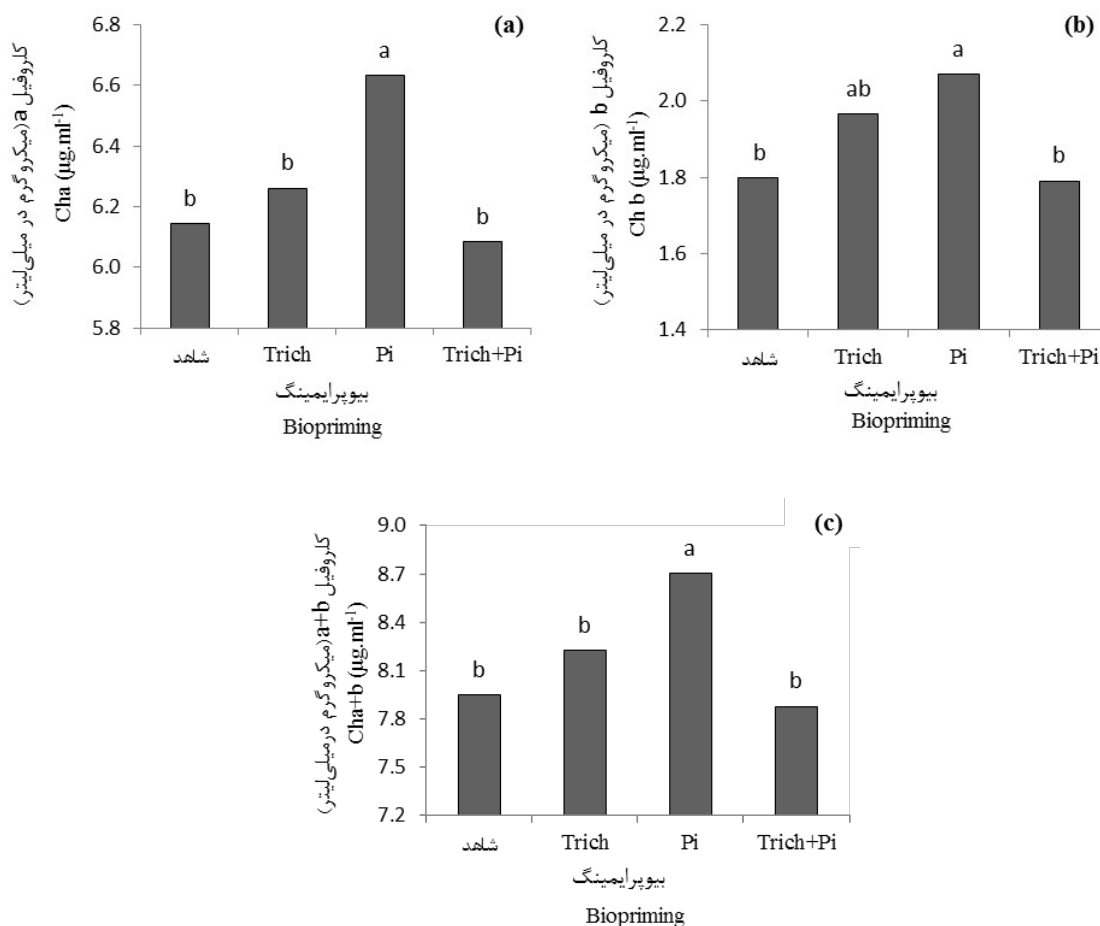 (a)
کلروفیل a (میکروگرم در میلی‌لیتر)
Cha (µg.ml-1)
6.8
6.6
6.4
6.2
6.0
5.8
b
b
a
b
شاهد Trich Pi Trich+Pi
بیوپرایمینگ
Biopriming
(b)
کلروفیل b (میکروگرم در میلی‌لیتر)
Ch b (µg.ml-1)
2.2
2.0
1.8
1.6
1.4
b
ab
a
b
شاهد Trich Pi Trich+Pi
بیوپرایمینگ
Biopriming
(c)
کلروفیل a+b (میکروگرم درمیلی‌لیتر)
Cha+b (µg.ml-1)
9.0
8.7
8.4
8.1
7.8
7.5
7.2
b
b
a
b
شاهد Trich Pi Trich+Pi
بیوپرایمینگ
Biopriming